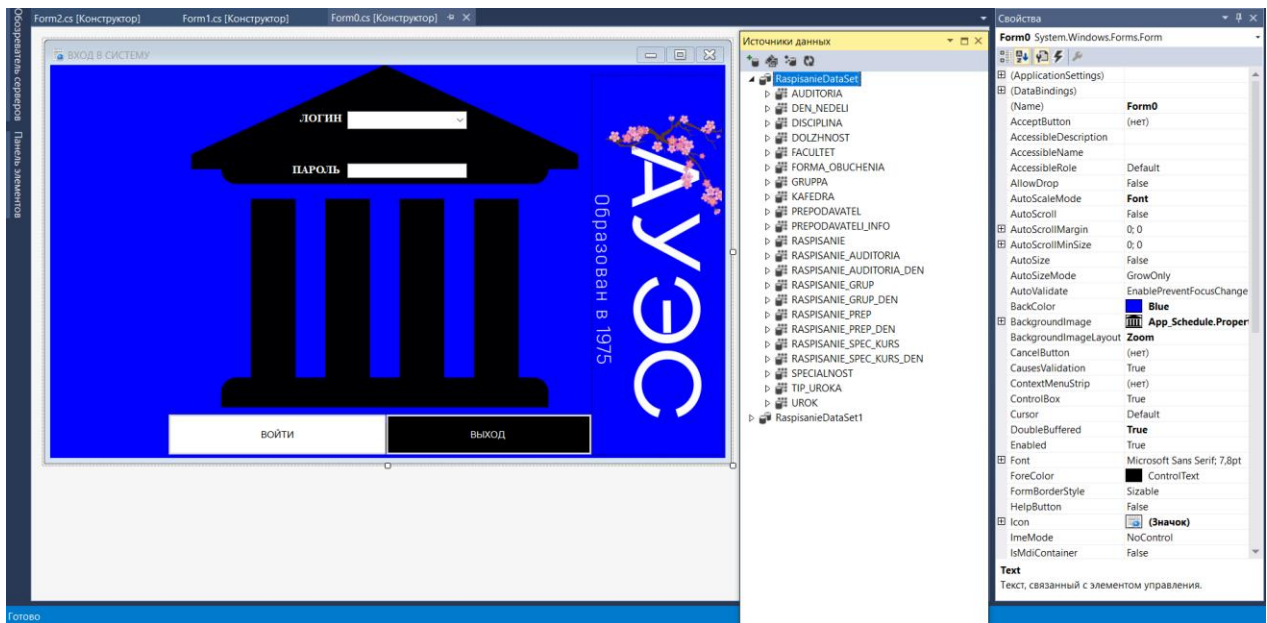 Form2.cs [Конструктор]
Form1.cs [Конструктор]
Form0.cs [Конструктор]
Обозреватель серверов
Панель элементов
ВХОД В СИСТЕМУ
ЛОГИН
ПАРОЛЬ
АУЭС
Образован в 1975
ВОЙТИ
ВЫХОД
Источники данных
RaspisanieDataSet
AUDITORIA
DEN_NEDELI
DISCIPLINA
DOLZHNOST
FACULTET
FORMA_OBUCHENIA
GRUPPA
KAFEDRA
PREPODAVATEL
PREPODAVATELI_INFO
RASPISANIE
RASPISANIE_AUDITORIA
RASPISANIE_AUDITORIA_DEN
RASPISANIE_GRUP
RASPISANIE_GRUP_DEN
RASPISANIE_PREP
RASPISANIE_PREP_DEN
RASPISANIE_SPEC_KURS
RASPISANIE_SPEC_KURS_DEN
SPECIALNOST
TIP_UROKA
UROK
RaspisanieDataSet1
Свойства
Form0 System.Windows.Forms.Form
(ApplicationSettings)
(DataBindings)
(Name) Form0
AcceptButton (нет)
AccessibleDescription
AccessibleName
AccessibleRole Default
AllowDrop False
AutoScaleMode Font
AutoScroll False
AutoScrollMargin 0; 0
AutoScrollMinSize 0; 0
AutoSize False
AutoSizeMode GrowOnly
AutoValidate EnablePreventFocusChange
BackColor Blue
BackgroundImage App_Schedule.Proper
BackgroundImageLayout Zoom
CancelButton (нет)
CausesValidation True
ContextMenuStrip (нет)
ControlBox True
Cursor Default
DoubleBuffered True
Enabled True
Font Microsoft Sans Serif; 7,8pt
ForeColor ControlText
FormBorderStyle Sizable
HelpButton False
Icon (Значок)
ImeMode NoControl
IsMdiContainer False
Text
Текст, связанный с элементом управления.
Готово